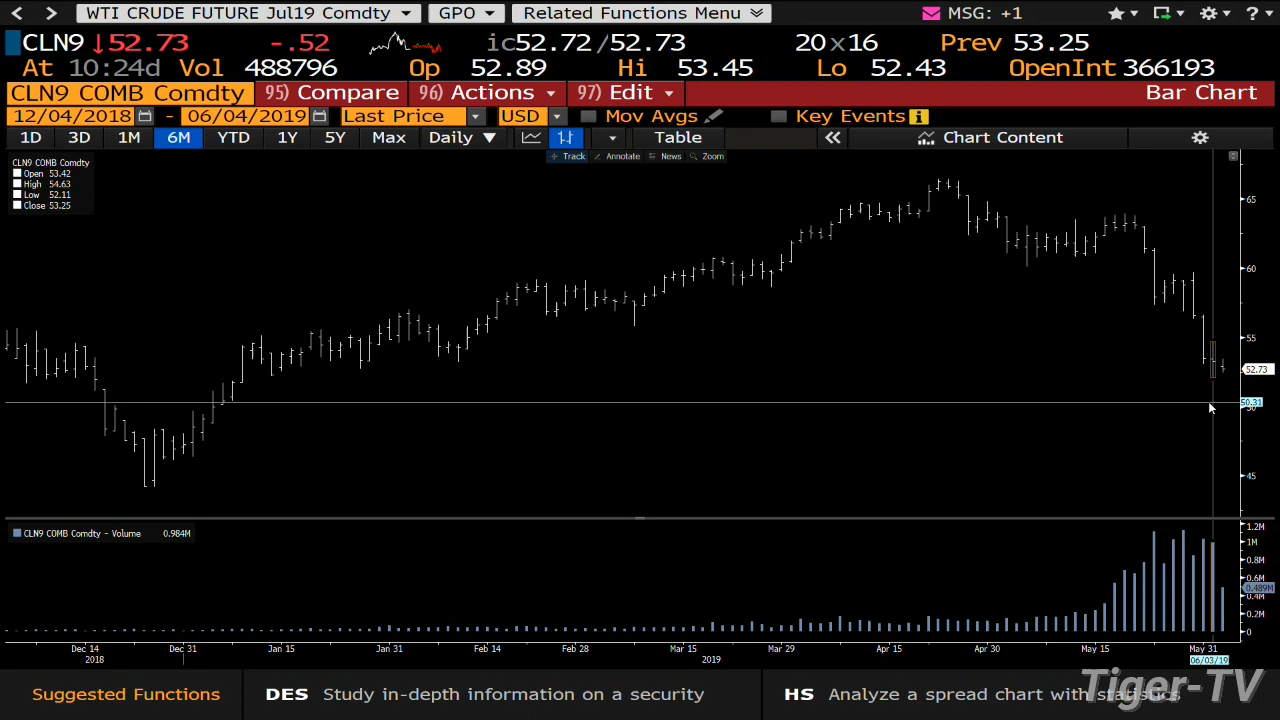 WTI CRUDE FUTURE Jul19 Comdty GPO Related Functions Menu MSG: +1 ?
CLN9 ↓52.73 -.52 ic52.72/52.73 20x16 Prev 53.25
At 10:24d Vol 488796 Op 52.89 Hi 53.45 Lo 52.43 OpenInt 366193
CLN9 COMB Comdty 95) Compare 96) Actions 97) Edit Bar Chart
12/04/2018 - 06/04/2019 Last Price USD Mov Avgs Key Events i
1D 3D 1M 6M YTD 1Y 5Y Max Daily ▼ Table « Chart Content
Track Annotate News Zoom
CLN9 COMB Comdty
Open 53.42
High 54.63
Low 52.11
Close 53.25
65
60
55
52.73
50.31
50
45
CLN9 COMB Comdty - Volume 0.984M
1.2M
1M
0.8M
0.6M
0.489M
0.4M
0.2M
0
Dec 14 Dec 31 Jan 15 Jan 31 Feb 14 Feb 28 Mar 15 Mar 29 Apr 15 Apr 30 May 15 May 31
2018 2019 06/03/19
Suggested Functions DES Study in-depth information on a security HS Analyze a spread chart with statistics
Tiger-TV